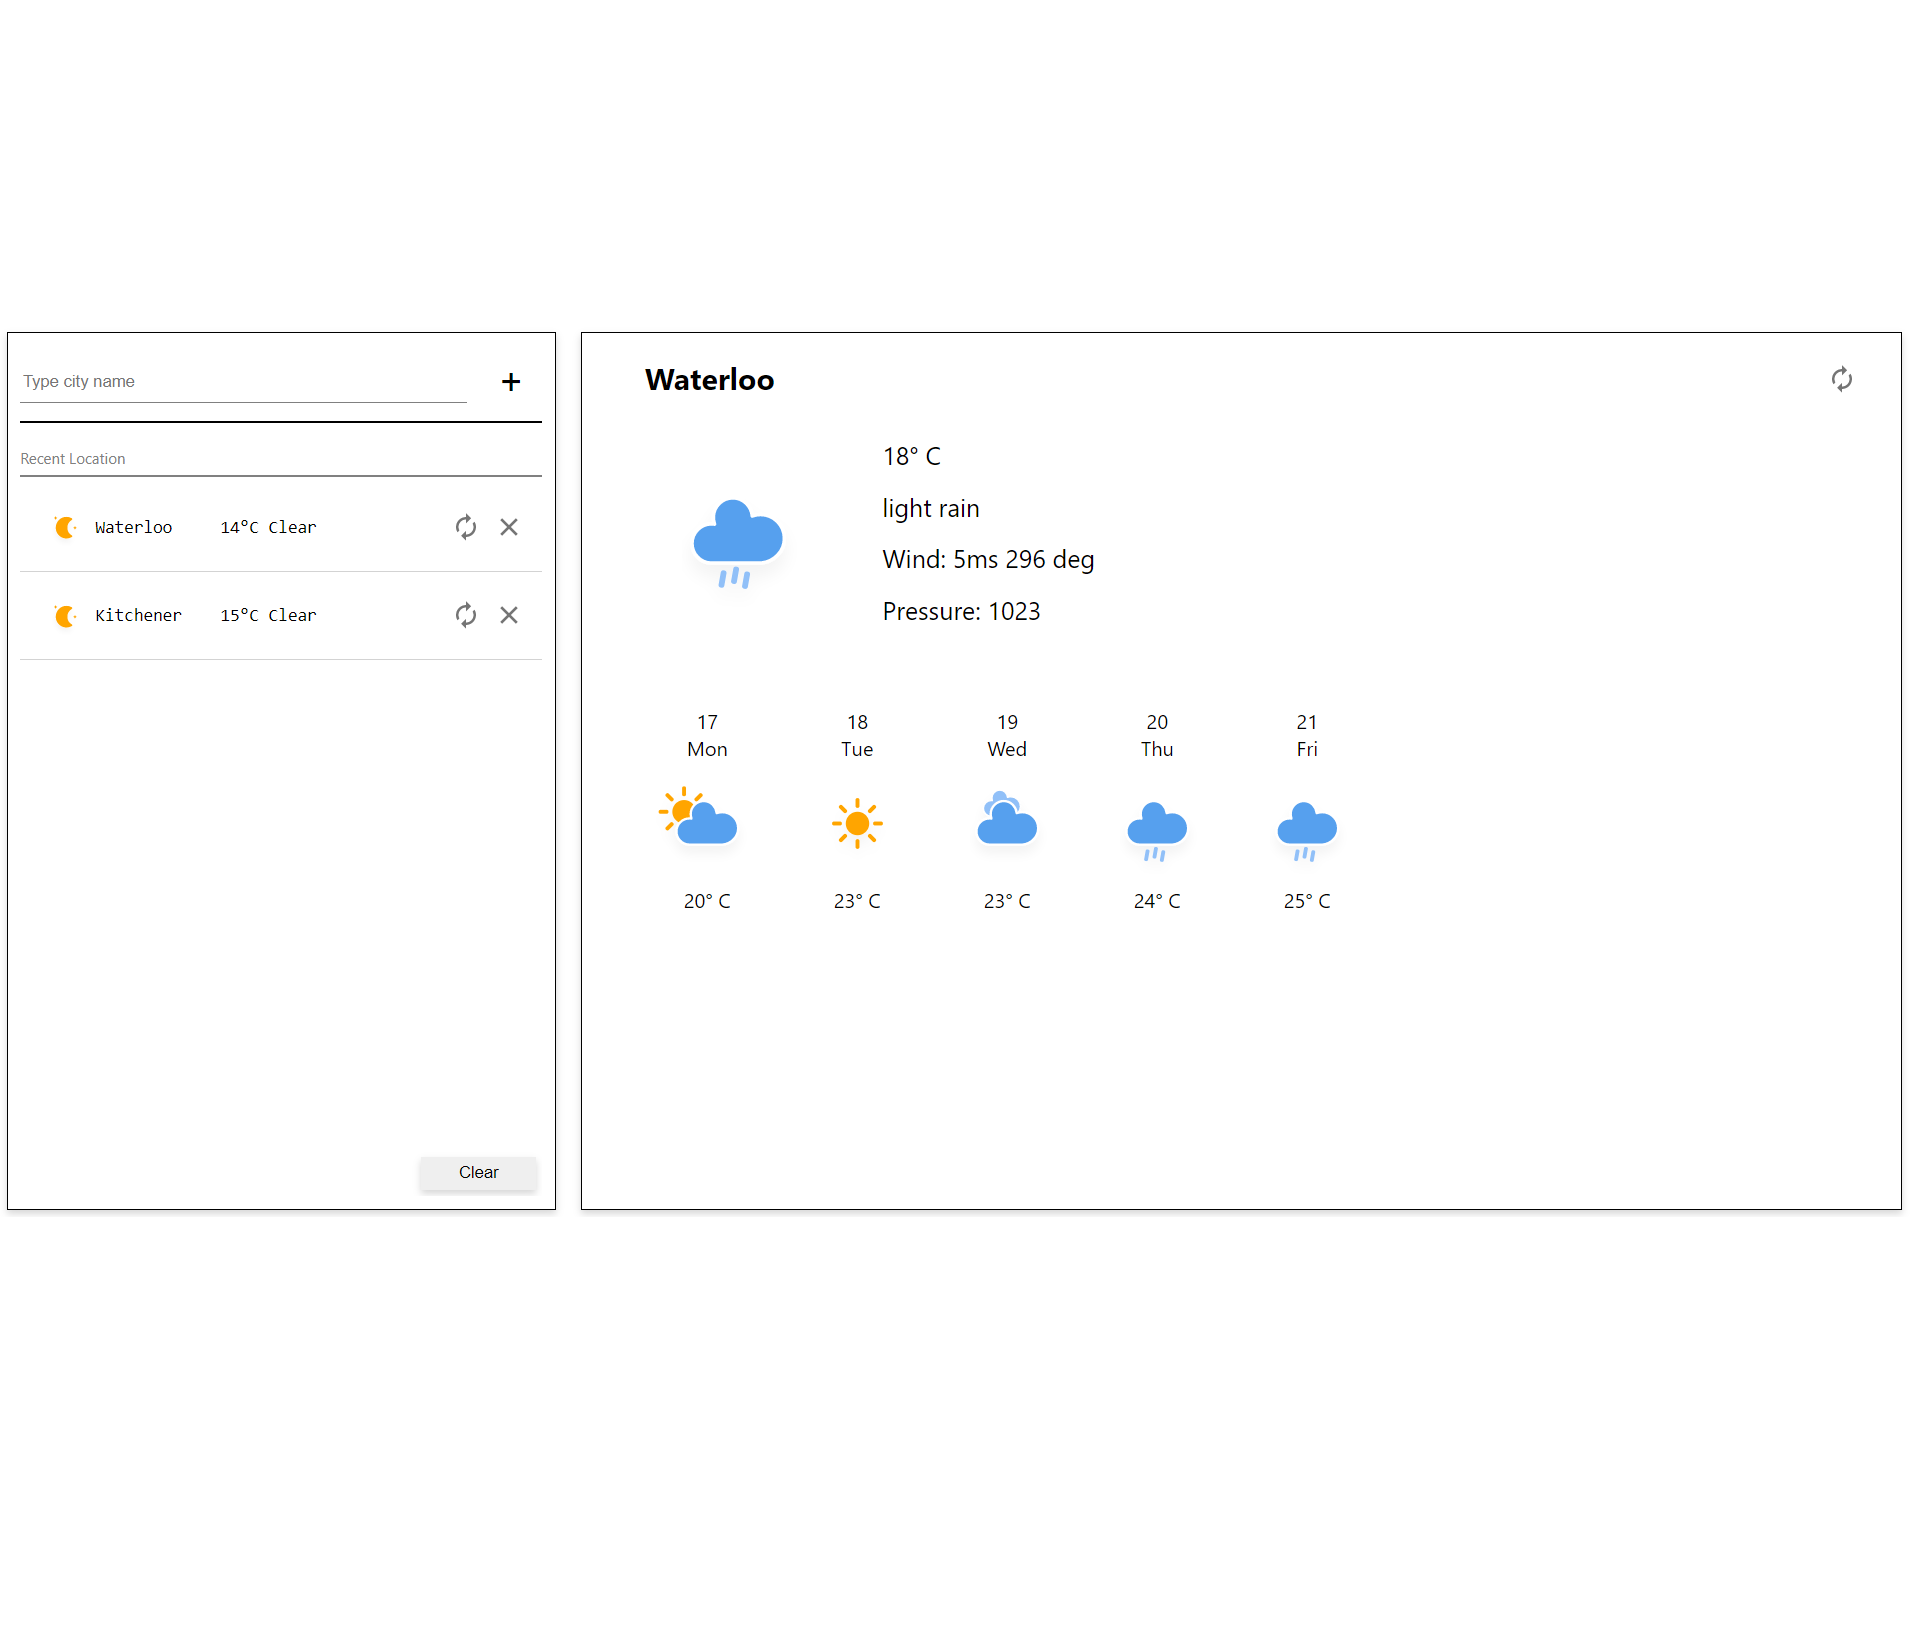 Type city name
+
Recent Location
Waterloo 14°C Clear
Kitchener 15°C Clear
Clear
Waterloo
18° C
light rain
Wind: 5ms 296 deg
Pressure: 1023
17 18 19 20 21
Mon Tue Wed Thu Fri
20° C 23° C 23° C 24° C 25° C